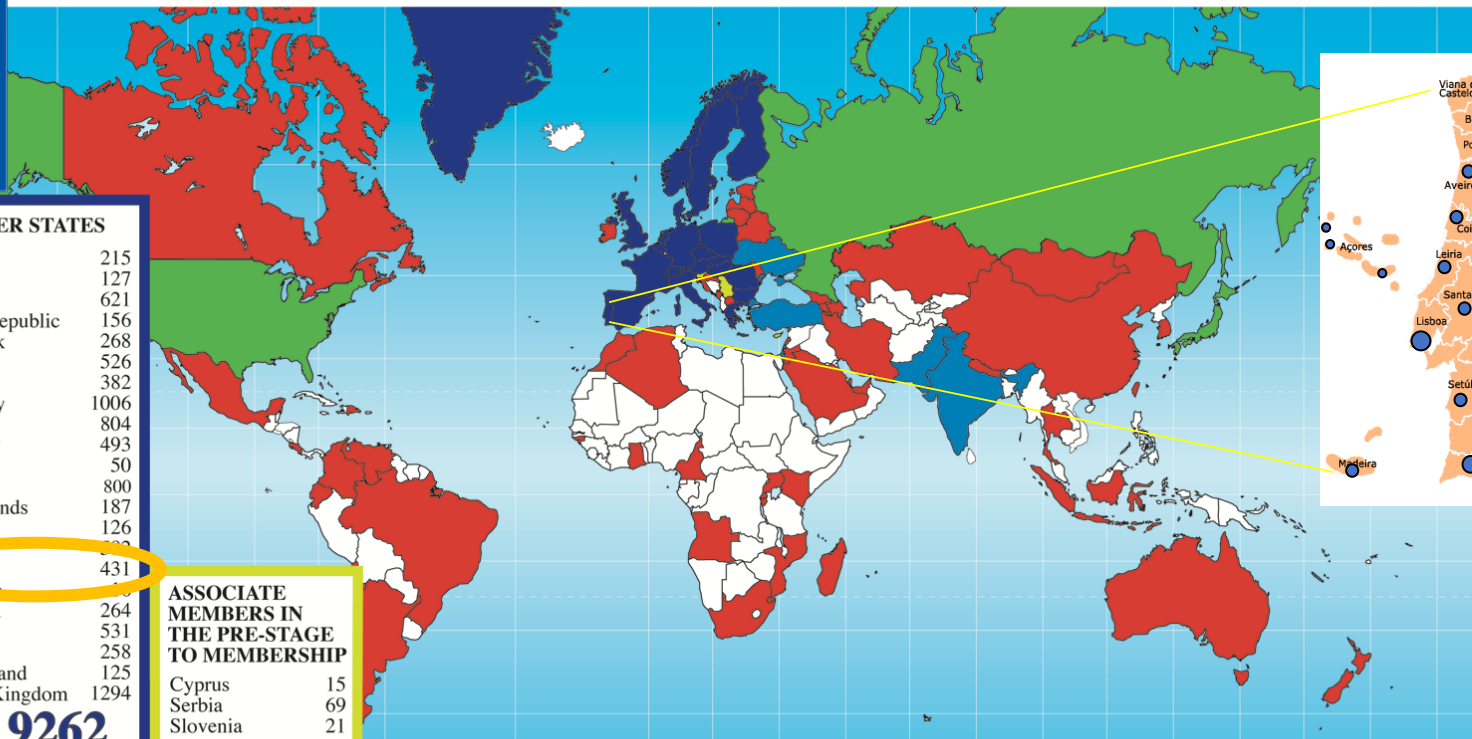 ER STATES
215
127
621
epublic 156
k 268
526
382
y 1006
804
493
50
800
nds 187
126
431
264
531
258
and 125
Kingdom 1294
9262
ASSOCIATE
MEMBERS IN
THE PRE-STAGE
TO MEMBERSHIP
Cyprus 15
Serbia 69
Slovenia 21
Viana d
Castelo
B
Po
Aveiro
Coi
Açores
Leiria
Santa
Lisboa
Setúb
Madeira